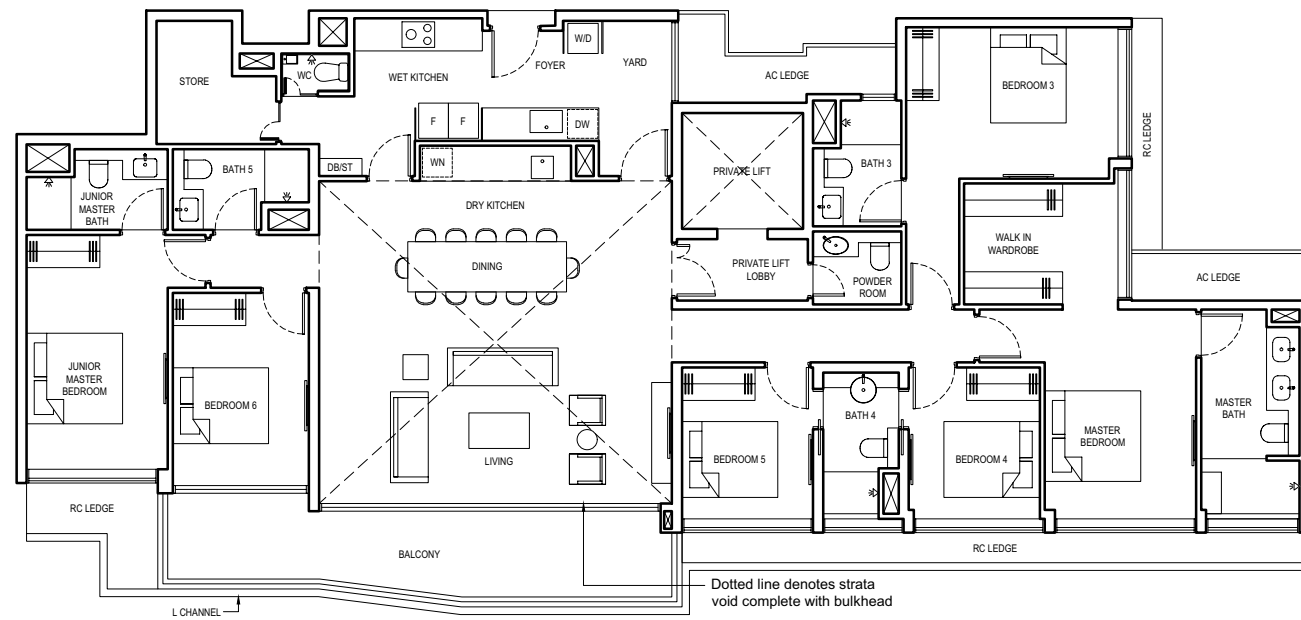 STORE
WC
WET KITCHEN
FOYER
W/D
YARD
AC LEDGE
BEDROOM 3
RC LEDGE
F
F
DW
DB/ST
WN
BATH 5
JUNIOR
MASTER
BATH
PRIVATE LIFT
BATH 3
DRY KITCHEN
DINING
PRIVATE LIFT
LOBBY
POWDER
ROOM
WALK IN
WARDROBE
AC LEDGE
JUNIOR
MASTER
BEDROOM
BEDROOM 6
LIVING
BEDROOM 5
BATH 4
BEDROOM 4
MASTER
BEDROOM
MASTER
BATH
RC LEDGE
BALCONY
RC LEDGE
L CHANNEL
Dotted line denotes strata
void complete with bulkhead